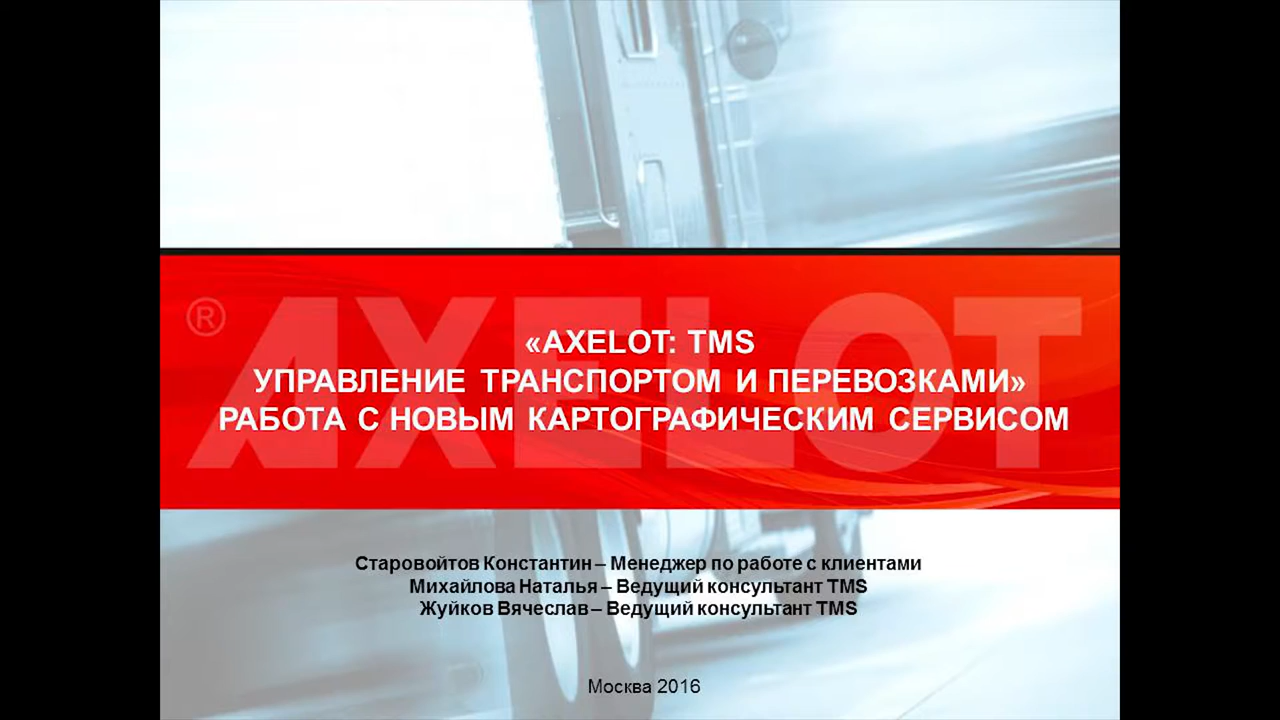 ® AXELOT
«AXELOT: TMS
УПРАВЛЕНИЕ ТРАНСПОРТОМ И ПЕРЕВОЗКАМИ»
РАБОТА С НОВЫМ КАРТОГРАФИЧЕСКИМ СЕРВИСОМ
Старовойтов Константин – Менеджер по работе с клиентами
Михайлова Наталья – Ведущий консультант TMS
Жуйков Вячеслав – Ведущий консультант TMS
Москва 2016